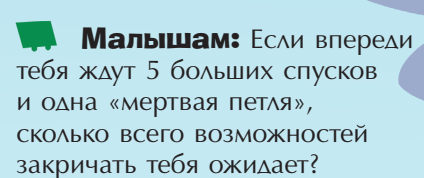 Малышам: Если впереди
тебя ждут 5 больших спусков
и одна «мертвая петля»,
сколько всего возможностей
закричать тебя ожидает?